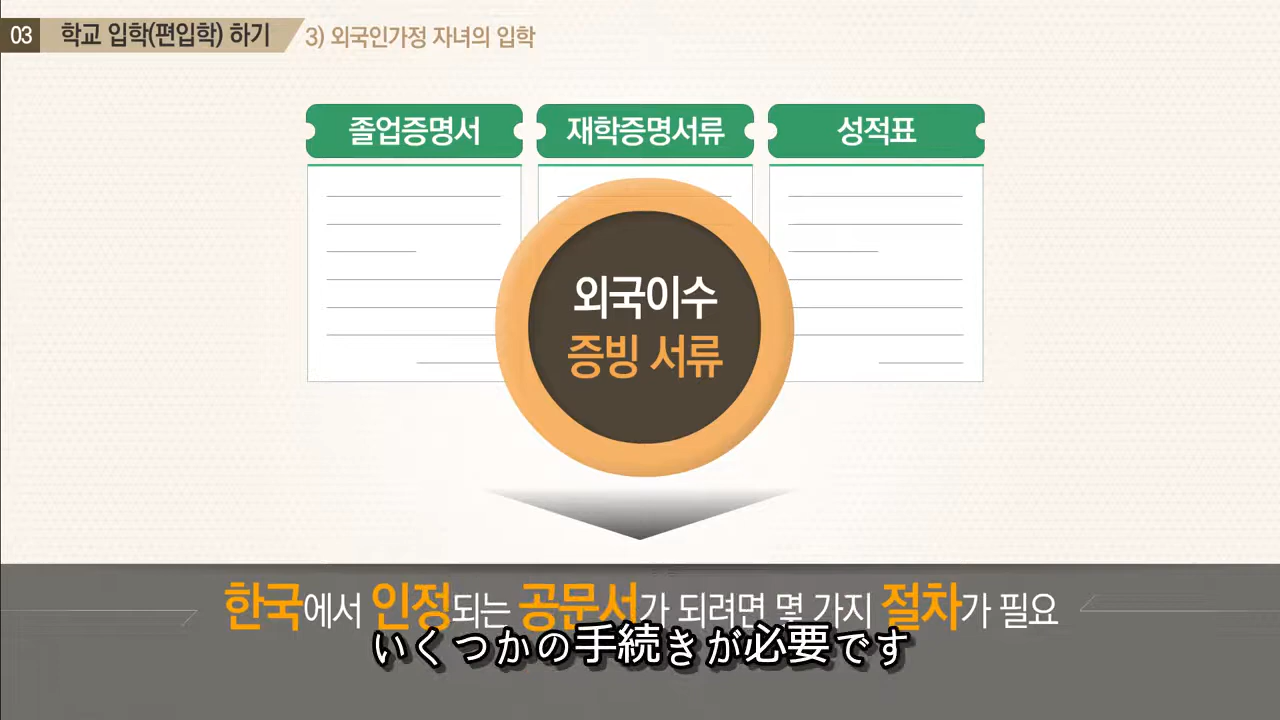 03 학교 입학(편입학) 하기 3) 외국인가정 자녀의 입학
졸업증명서 재학증명서류 성적표
외국이수
증빙 서류
한국에서 인정되는 공문서가 되려면 몇 가지 절차가 필요
いくつかの手続きが必要です